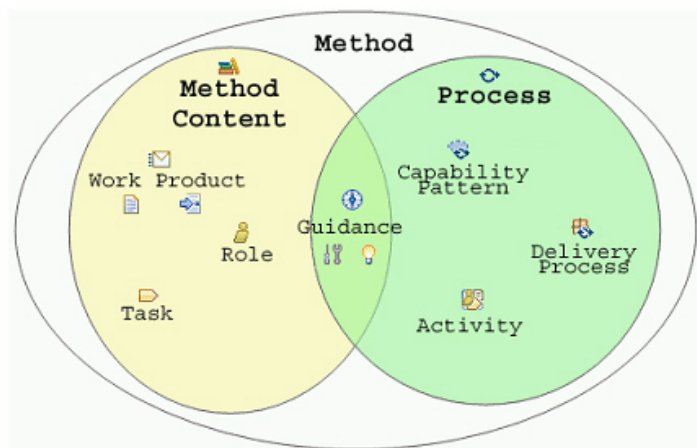 Method
Method
Content
Process
Work Product
Role
Task
Guidance
Capability
Pattern
Delivery
Process
Activity